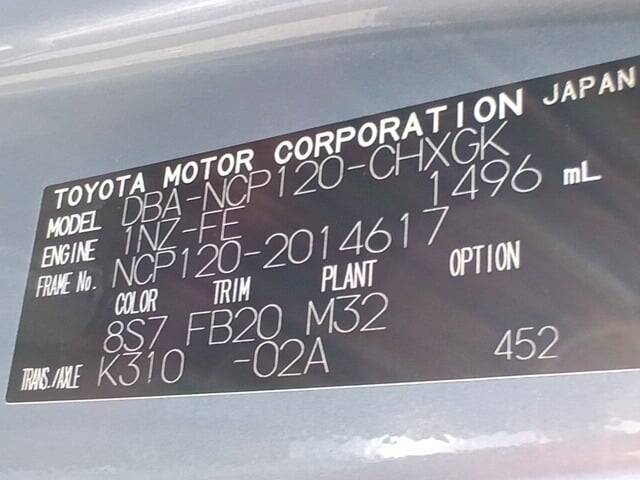 TOYOTA MOTOR CORPORATION JAPAN
MODEL DBA-NCP120-CHXGK
ENGINE 1NZ-FE 1496 mL
FRAME No. NCP120-2014617
COLOR TRIM PLANT OPTION
8S7 FB20 M32
TRANS./AXLE K310 -02A 452